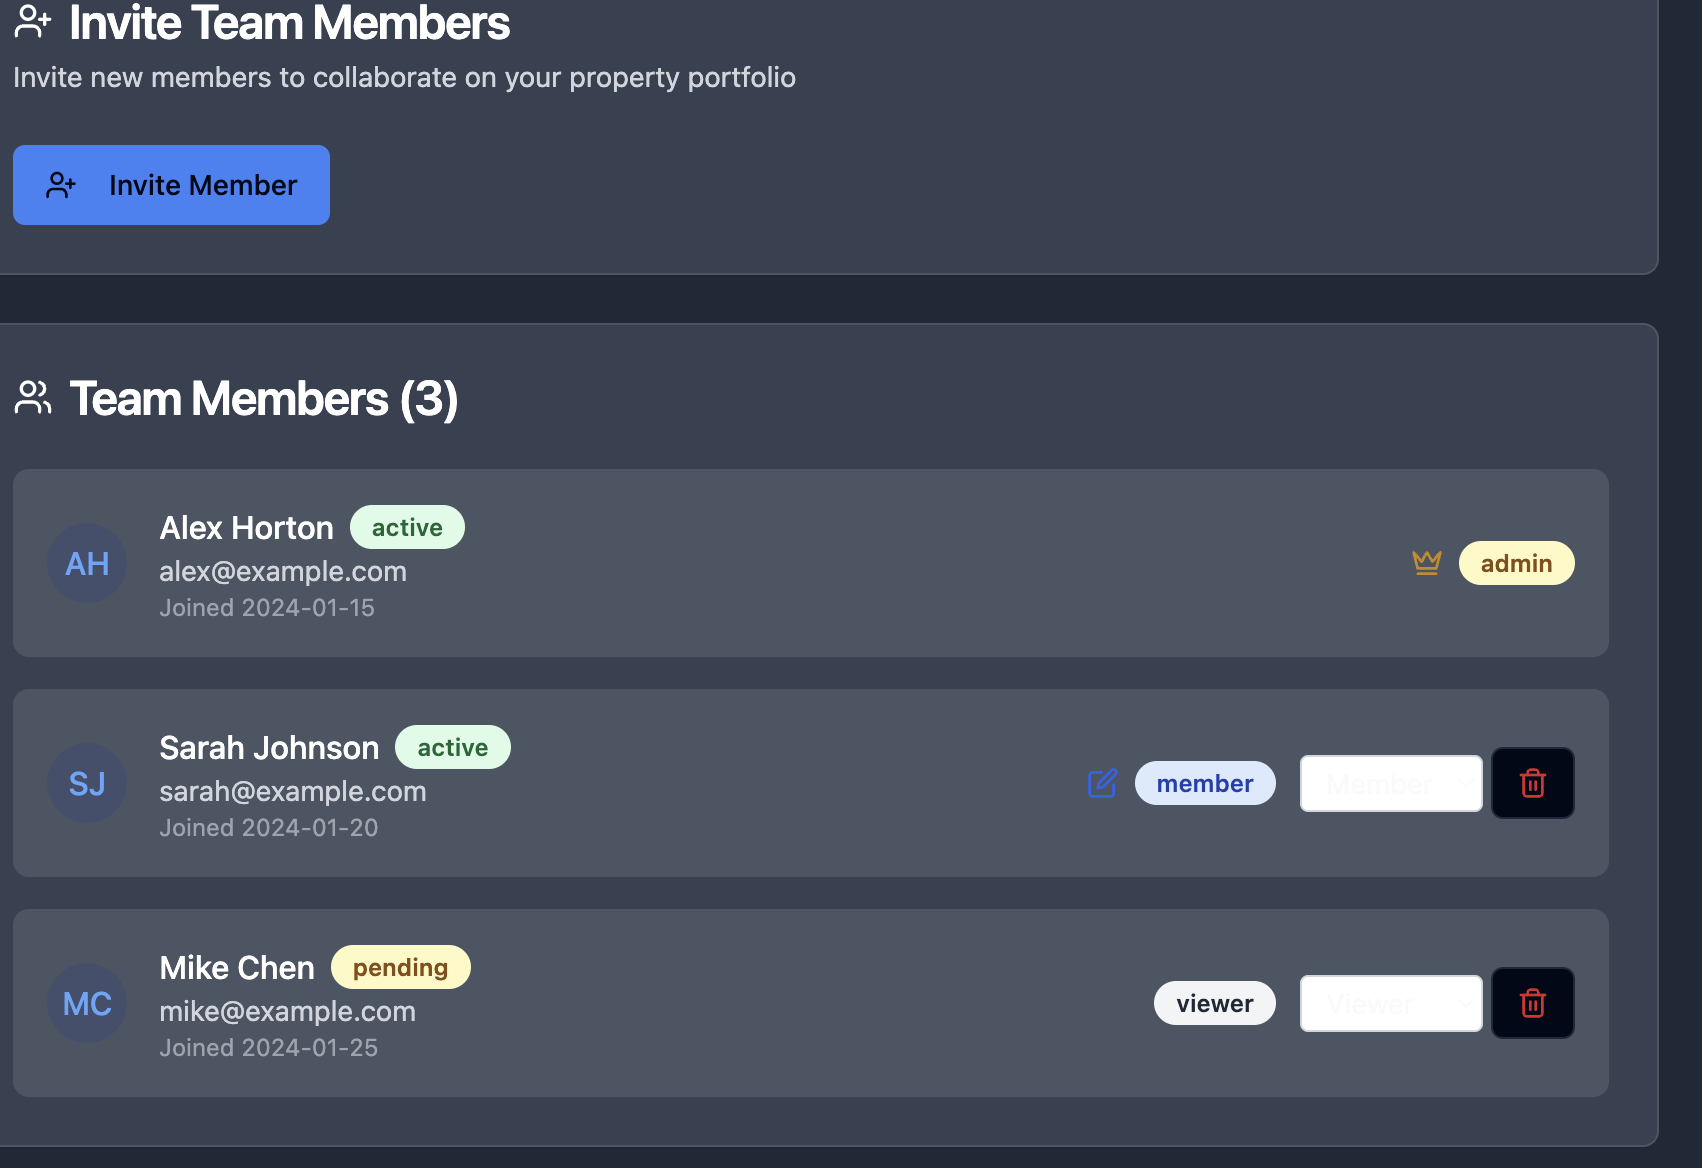 Invite Team Members
Invite new members to collaborate on your property portfolio
Invite Member
Team Members (3)
AH
Alex Horton active
alex@example.com
Joined 2024-01-15
admin
SJ
Sarah Johnson active
sarah@example.com
Joined 2024-01-20
member
Member
MC
Mike Chen pending
mike@example.com
Joined 2024-01-25
viewer
Viewer